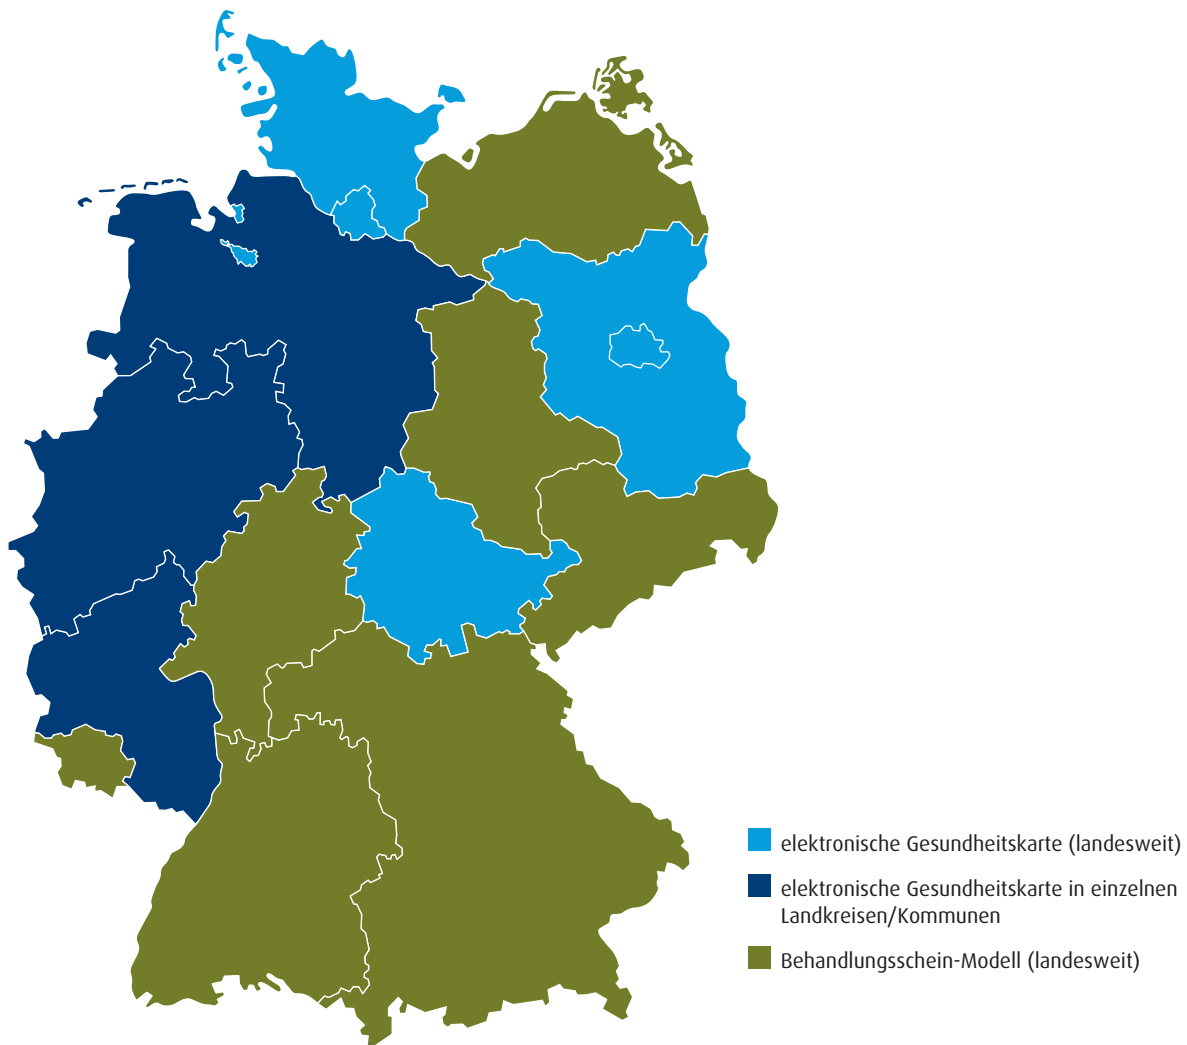 elektronische Gesundheitskarte (landesweit)
elektronische Gesundheitskarte in einzelnen
Landkreisen/Kommunen
Behandlungsschein-Modell (landesweit)